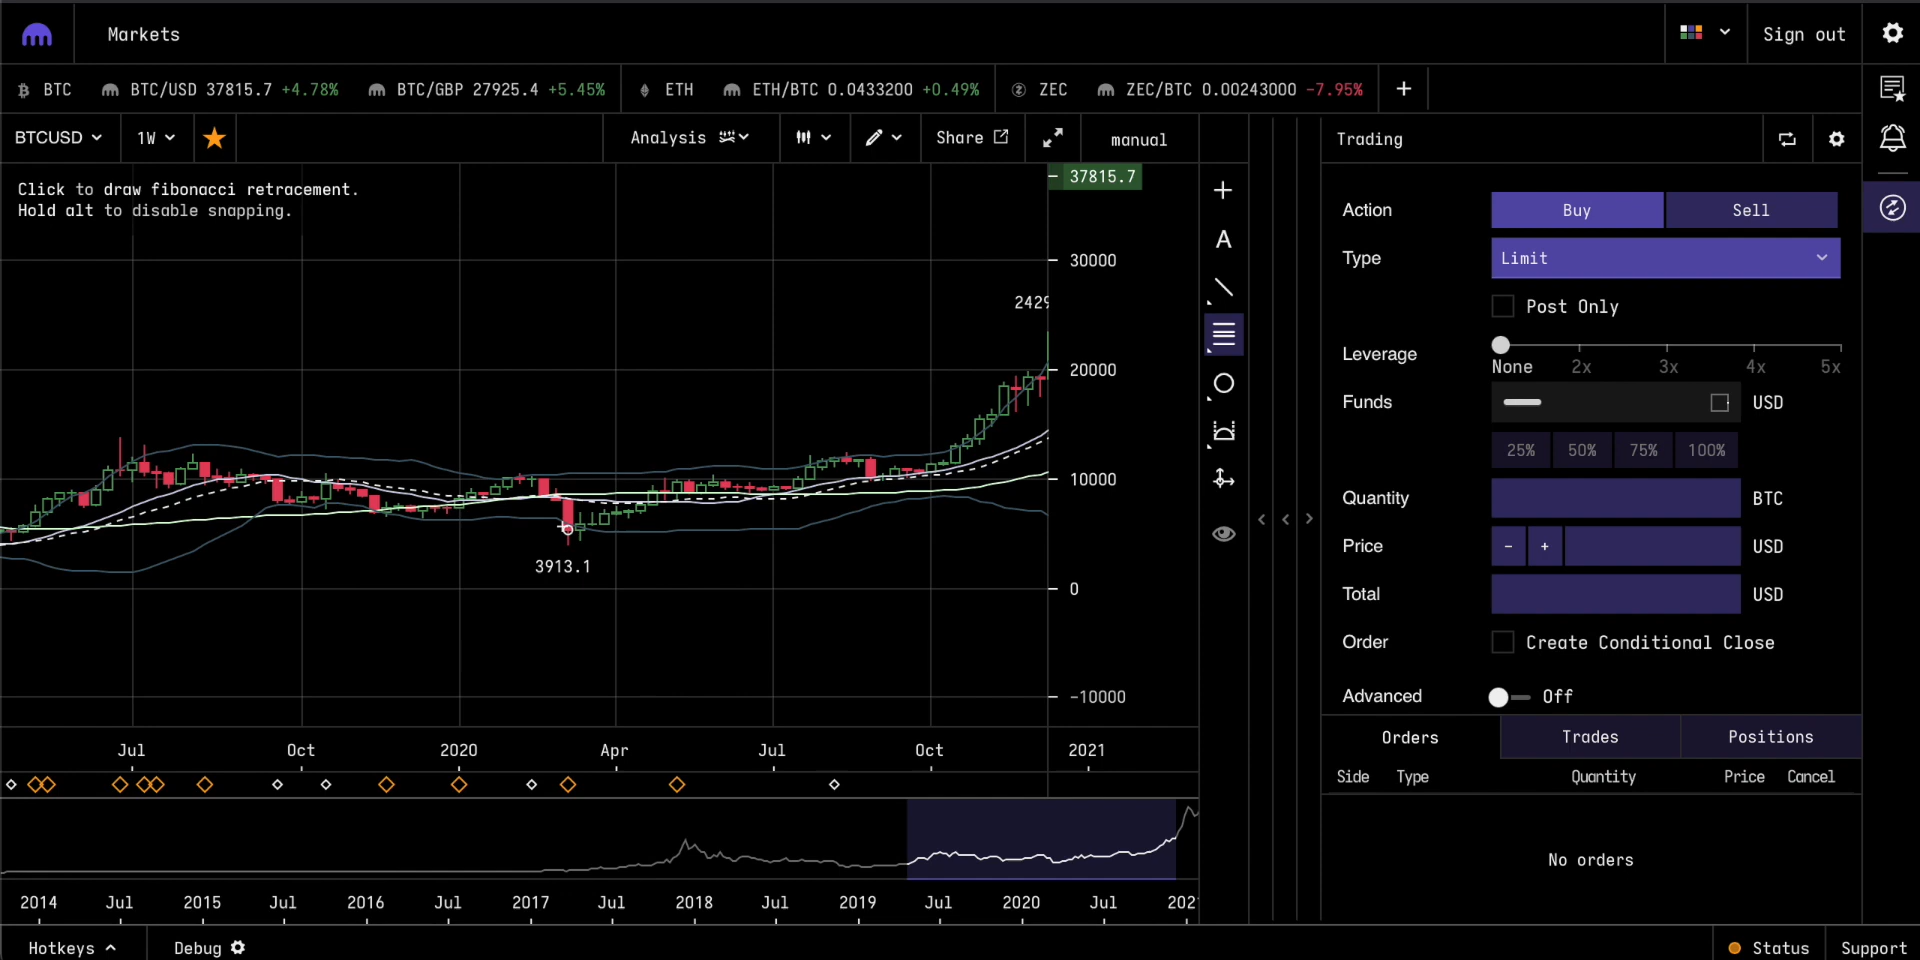 Markets
Sign out
BTC BTC/USD 37815.7 +4.78% BTC/GBP 27925.4 +5.45% ETH ETH/BTC 0.0433200 +0.49% ZEC ZEC/BTC 0.00243000 -7.95% +
BTCUSD 1W Analysis Share manual
Click to draw fibonacci retracement.
Hold alt to disable snapping.
37815.7
30000
2429
20000
10000
3913.1
0
-10000
Jul Oct 2020 Apr Jul Oct 2021
2014 Jul 2015 Jul 2016 Jul 2017 Jul 2018 Jul 2019 Jul 2020 Jul 202
A
Trading
Action Buy Sell
Type Limit
Post Only
Leverage
None 2x 3x 4x 5x
Funds USD
25% 50% 75% 100%
Quantity BTC
Price - + USD
Total USD
Order Create Conditional Close
Advanced Off
Orders Trades Positions
Side Type Quantity Price Cancel
No orders
Hotkeys Debug Status Support